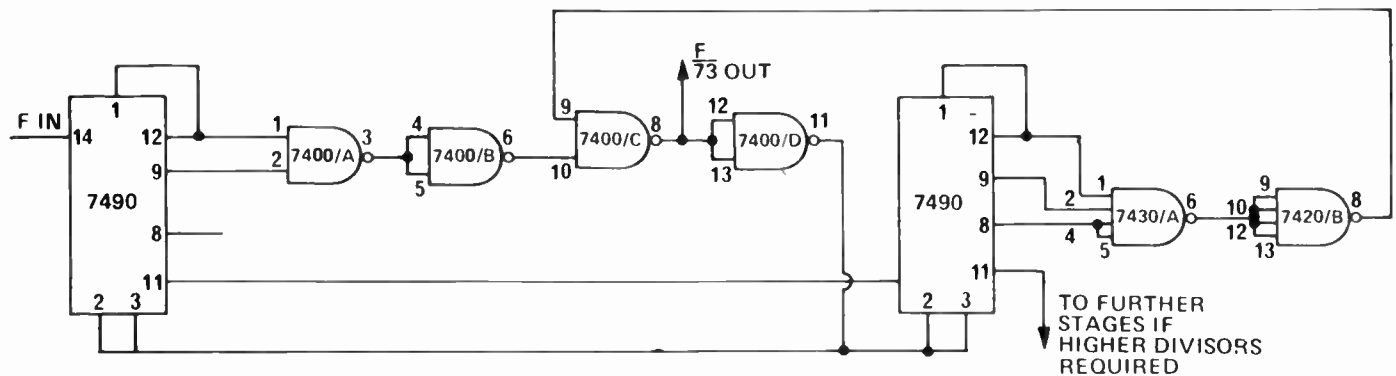 F IN
14
1
12
9
7490
8
11
2 3
1
2
7400/A
3
4
5
7400/B
6
9
10
7400/C
8
F
73 OUT
12
13
7400/D
11
1
12
9
7490
8
11
2 3
1
2
4
5
7430/A
6
9
10
12
13
7420/B
8
TO FURTHER
STAGES IF
HIGHER DIVISORS
REQUIRED